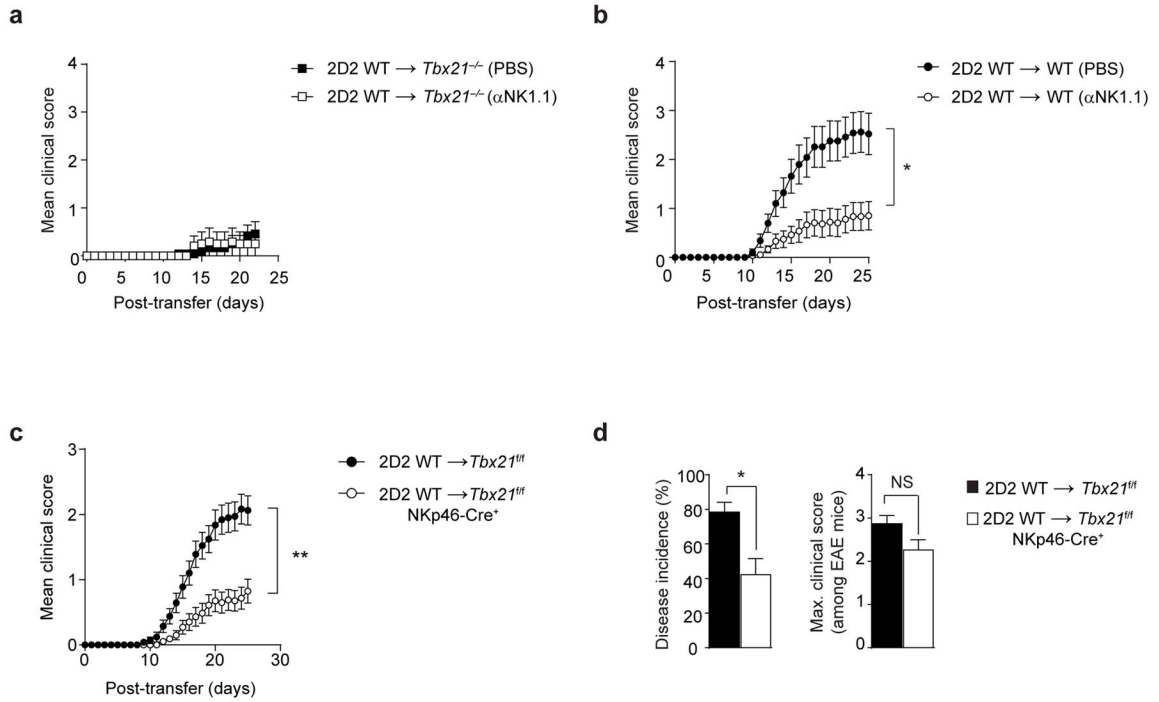 a
4
3
2
1
0
0 5 10 15 20 25
Mean clinical score
Post-transfer (days)
2D2 WT → Tbx21–/– (PBS)
2D2 WT → Tbx21–/– (αNK1.1)
b
4
3
2
1
0
0 5 10 15 20 25
Mean clinical score
Post-transfer (days)
2D2 WT → WT (PBS)
2D2 WT → WT (αNK1.1)
*
c
3
2
1
0
0 10 20 30
Mean clinical score
Post-transfer (days)
2D2 WT →Tbx21f/f
2D2 WT →Tbx21f/f
NKp46-Cre+
**
d
100
80
60
40
20
0
Disease incidence (%)
*
4
3
2
1
0
Max. clinical score
(among EAE mice)
NS
2D2 WT → Tbx21f/f
2D2 WT → Tbx21f/f
NKp46-Cre+